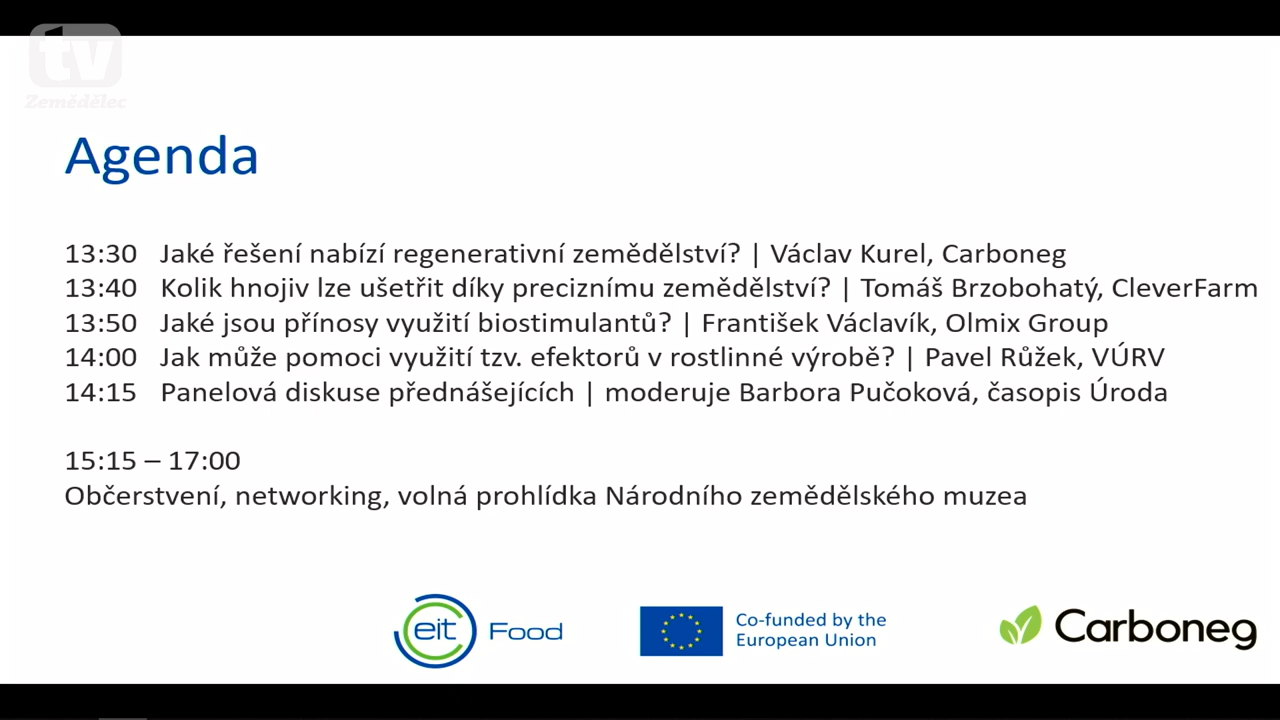 tv
Zemědělec
Agenda
13:30 Jaké řešení nabízí regenerativní zemědělství? | Václav Kurel, Carboneg
13:40 Kolik hnojiv lze ušetřit díky preciznímu zemědělství? | Tomáš Brzobohatý, CleverFarm
13:50 Jaké jsou přínosy využití biostimulantů? | František Václavík, Olmix Group
14:00 Jak může pomoci využití tzv. efektorů v rostlinné výrobě? | Pavel Růžek, VÚRV
14:15 Panelová diskuse přednášejících | moderuje Barbora Pučoková, časopis Úroda
15:15 – 17:00
Občerstvení, networking, volná prohlídka Národního zemědělského muzea
eit Food
Co-funded by the
European Union
Carboneg